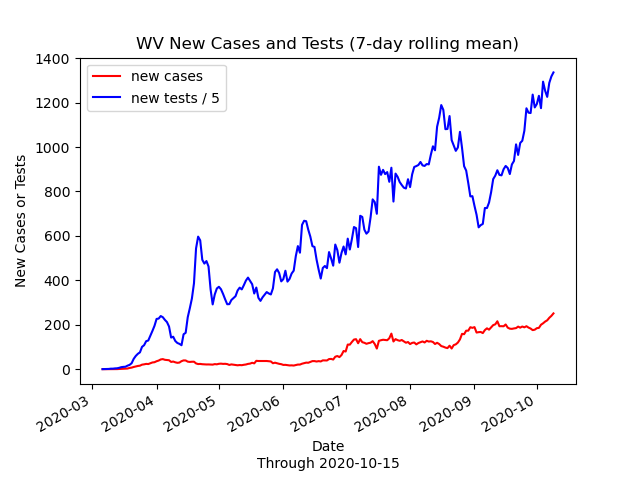 WV New Cases and Tests (7-day rolling mean)
new cases
new tests / 5
New Cases or Tests
1400
1200
1000
800
600
400
200
0
2020-03
2020-04
2020-05
2020-06
2020-07
2020-08
2020-09
2020-10
Date
Through 2020-10-15